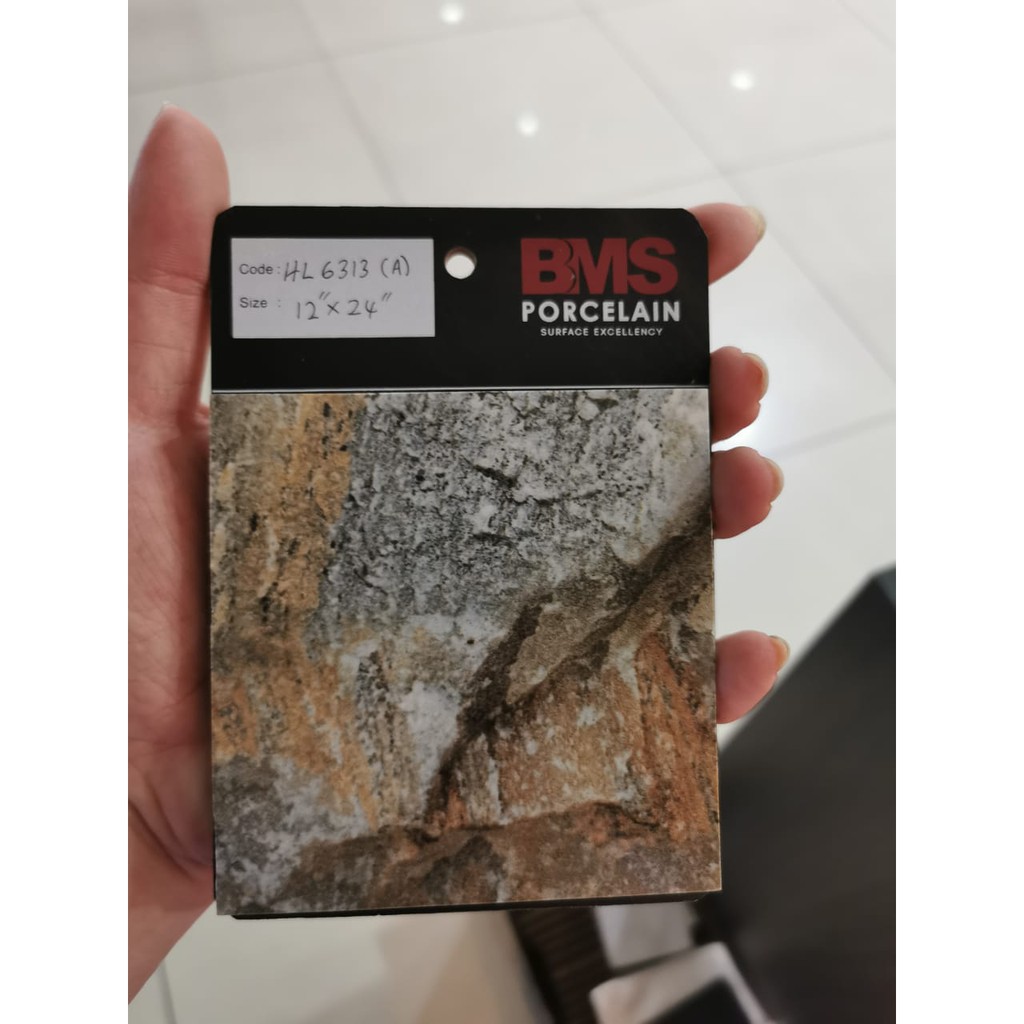 Code : HL 6313 (A)
Size : 12" x 24"
BMS
PORCELAIN
SURFACE EXCELLENCY